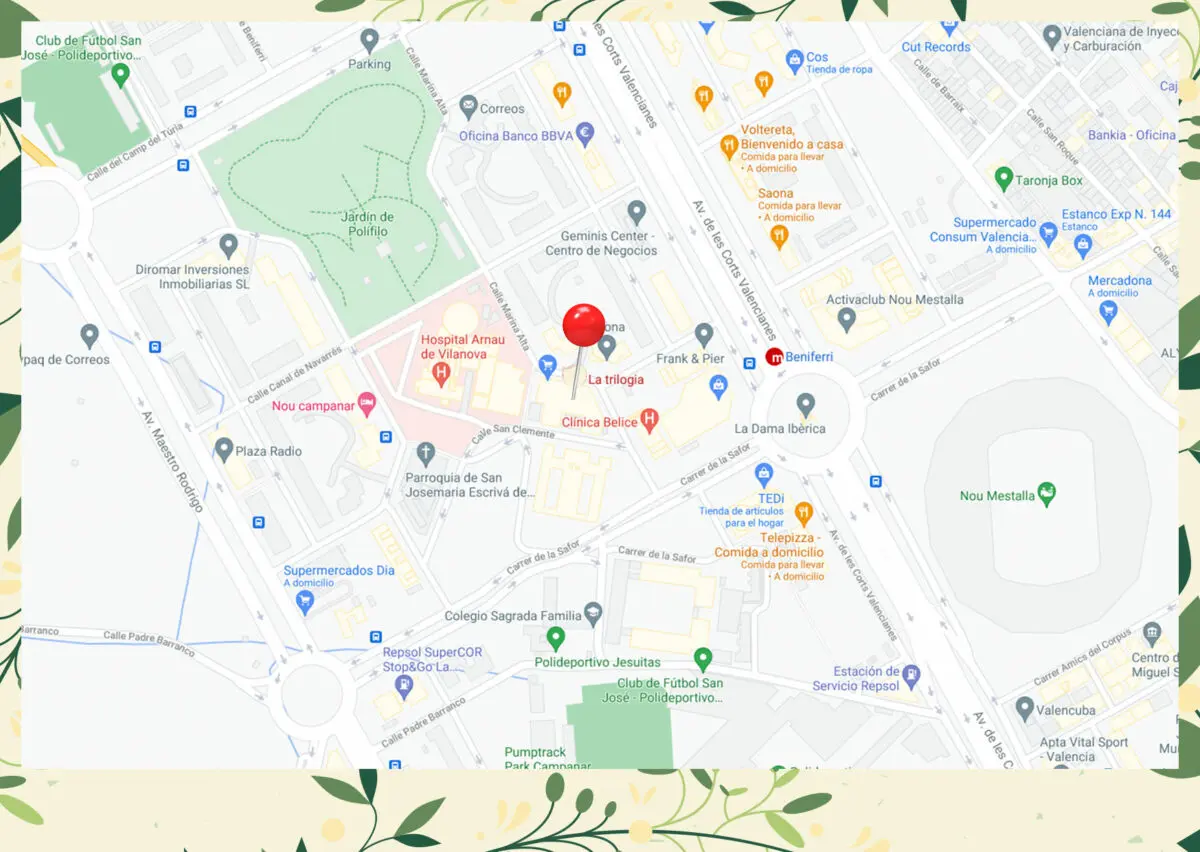 Club de Fútbol San
José - Polideportivo...
Beniferri
Parking
Calle Marina Alta
Correos
Oficina Banco BBVA
Av. de les Corts Valencianes
Cos
Tienda de ropa
Cut Records
Valenciana de Inyec
y Carburación
Caj
Calle de Barraix
Calle San Roque
Bankia - Oficina
Calle del Camp del Túria
Voltereta,
Bienvenido a casa
Comida para llevar
• A domicilio
Taronja Box
Jardín de
Polífilo
Saona
Comida para llevar
• A domicilio
Av. de les Corts Valencianes
Supermercado
Consum Valencia...
A domicilio
Estanco Exp N. 144
Estanco
Geminis Center -
Centro de Negocios
Diromar Inversiones
Inmobiliarias SL
Mercadona
A domicilio
Activaclub Nou Mestalla
Calle Marina Alta
ona
Hospital Arnau
de Vilanova
Frank & Pier
m Beniferri
paq de Correos
Calle Canal de Navarrés
La trilogia
Carrer de la Safor
ALY
Nou campanar
Clínica Belice
La Dama Ibérica
Calle San Clemente
Av. Maestro Rodrigo
Plaza Radio
Parroquia de San
Josemaria Escrivá de...
Carrer de la Safor
TEDi
Tienda de artículos
para el hogar
Nou Mestalla
Telepizza -
Comida a domicilio
Comida para llevar
• A domicilio
Carrer de la Safor
Carrer de la Safor
Av. de les Corts Valencianes
Supermercados Dia
A domicilio
Colegio Sagrada Familia
Barranco
Calle Padre Barranco
Repsol SuperCOR
Stop&Go La...
Polideportivo Jesuitas
Club de Fútbol San
José - Polideportivo...
Estación de
Servicio Repsol
Carrer Amics del Corpus
Centro d
Miguel S
Calle Padre Barranco
Valencuba
Av. de les C
Apta Vital Sport
- Valencia
Mu
Pumptrack
Park Campanar